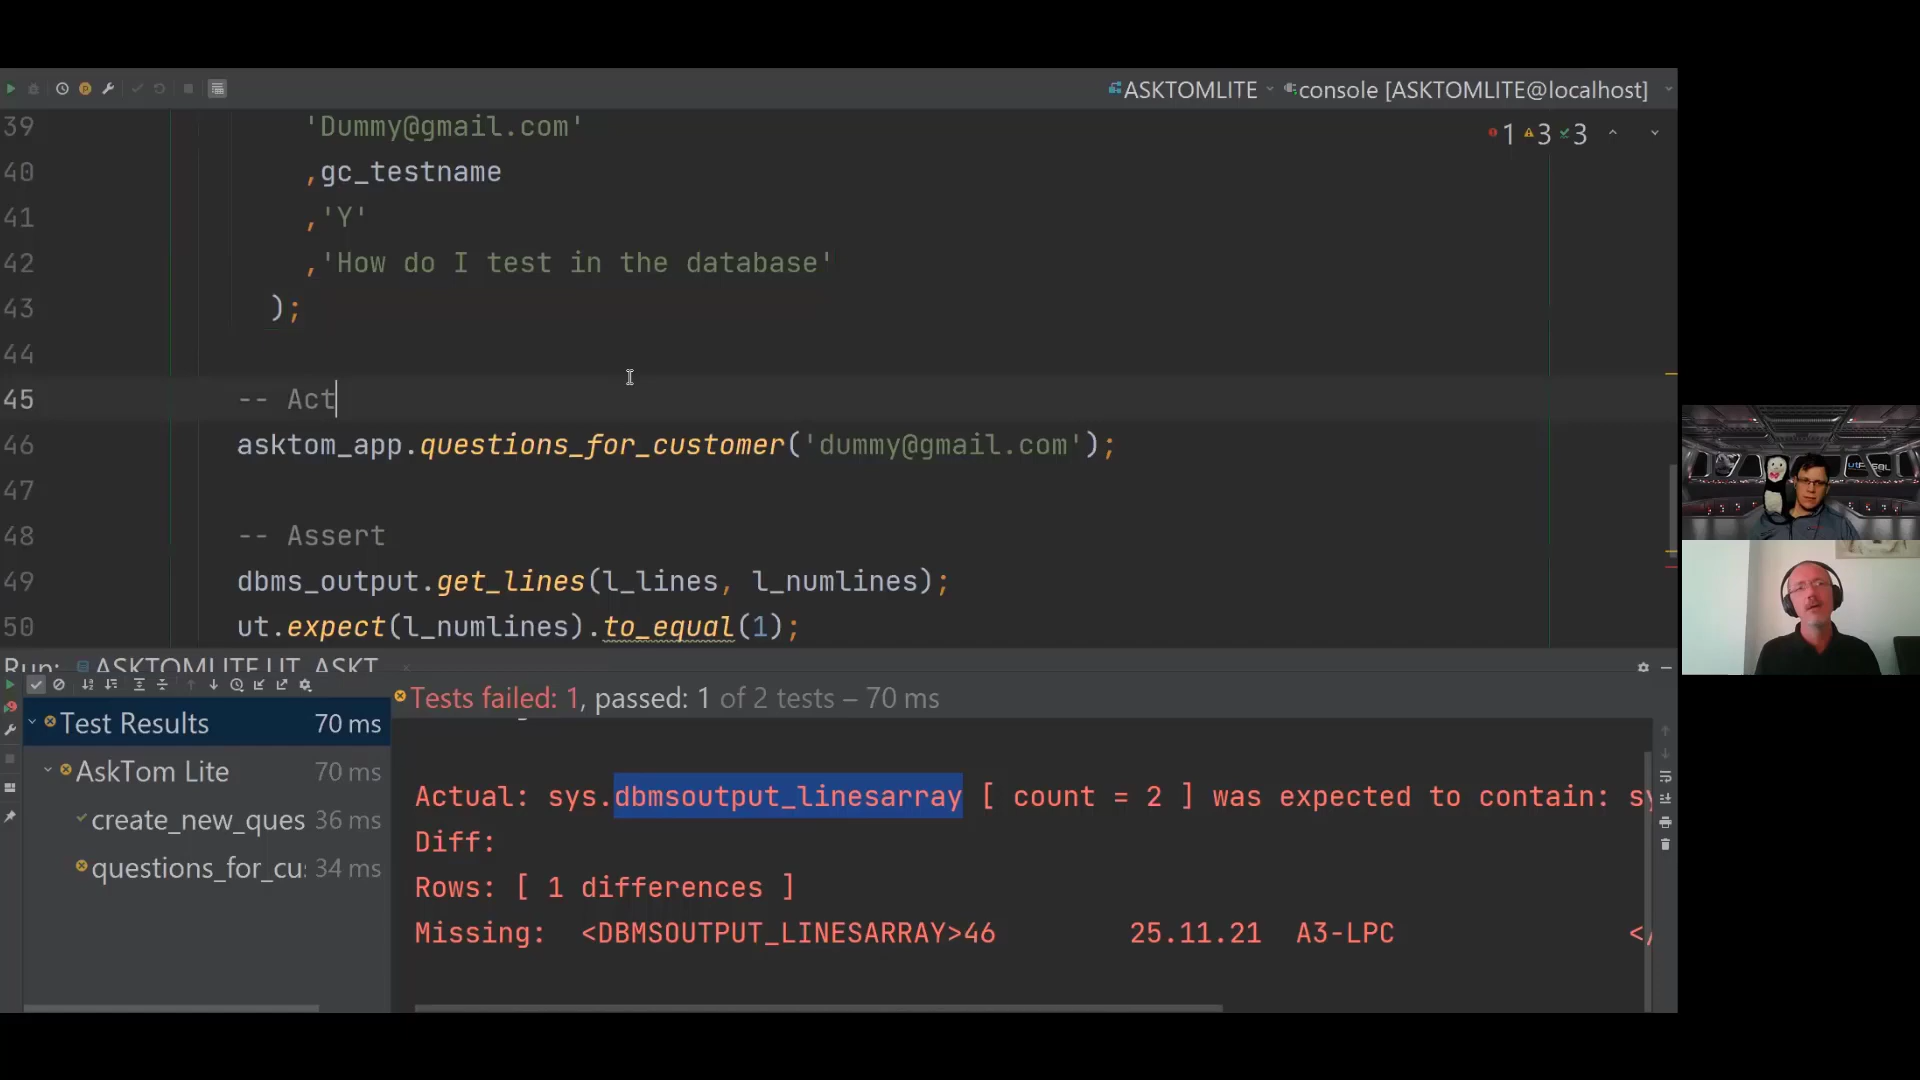 ASKTOMLITE console [ASKTOMLITE@localhost]
1 3 3
39 'Dummy@gmail.com'
40 ,gc_testname
41 ,'Y'
42 ,'How do I test in the database'
43 );
44
45 -- Act
46 asktom_app.questions_for_customer('dummy@gmail.com');
47
48 -- Assert
49 dbms_output.get_lines(l_lines, l_numlines);
50 ut.expect(l_numlines).to_equal(1);
Run: ASKTOMLITE.UT_ASKT
Tests failed: 1, passed: 1 of 2 tests – 70 ms
Test Results 70 ms
AskTom Lite 70 ms
create_new_ques 36 ms
questions_for_cu 34 ms
Actual: sys.dbmsoutput_linesarray [ count = 2 ] was expected to contain: sy
Diff:
Rows: [ 1 differences ]
Missing: <DBMSOUTPUT_LINESARRAY>46 25.11.21 A3-LPC </